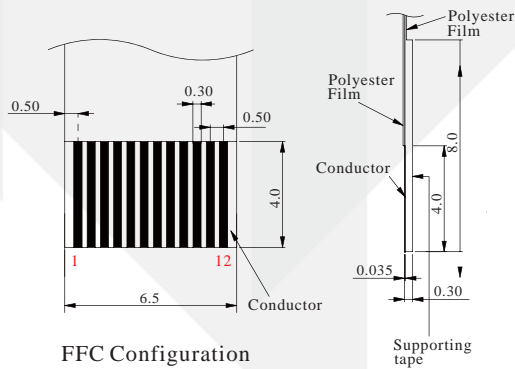 0.50
0.30
0.50
4.0
1
12
6.5
Conductor
FFC Configuration
Polyester
Film
Polyester
Film
Conductor
8.0
4.0
0.035
0.30
Supporting
tape